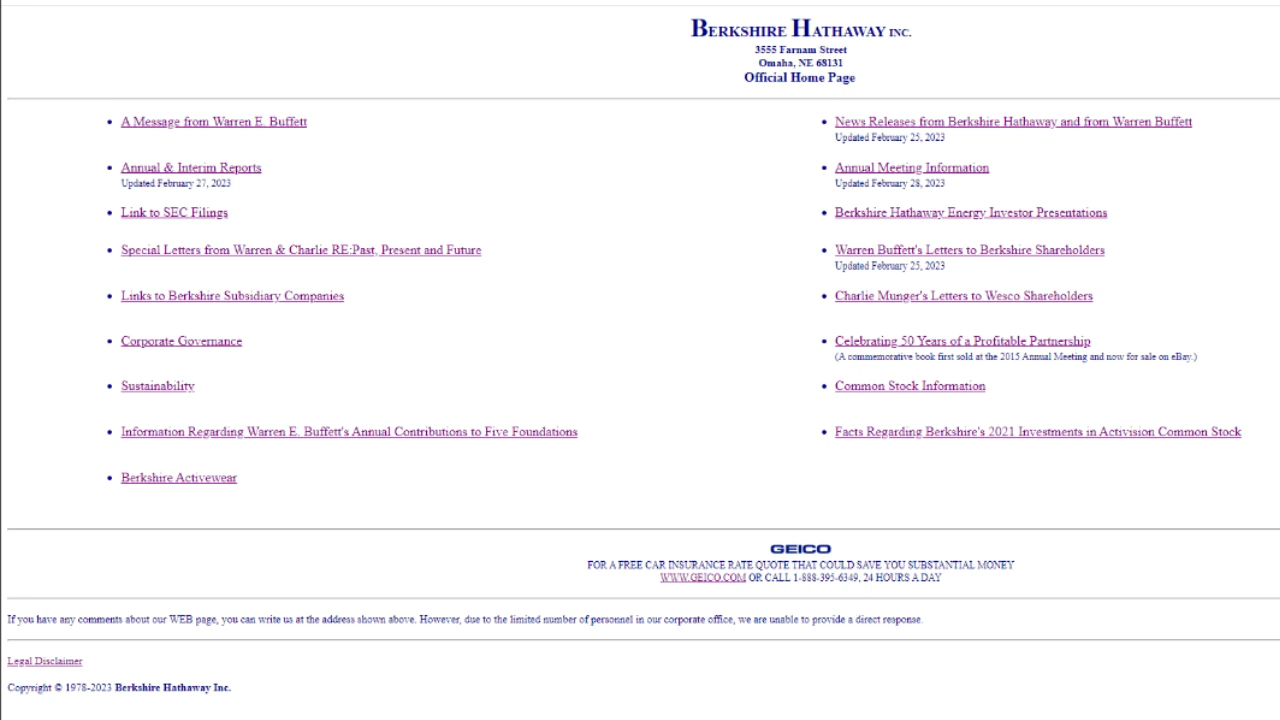 BERKSHIRE HATHAWAY INC.
3555 Farnam Street
Omaha, NE 68131
Official Home Page
A Message from Warren E. Buffett
News Releases from Berkshire Hathaway and from Warren Buffett
Updated February 25, 2023
Annual & Interim Reports
Updated February 27, 2023
Annual Meeting Information
Updated February 28, 2023
Link to SEC Filings
Berkshire Hathaway Energy Investor Presentations
Special Letters from Warren & Charlie RE:Past, Present and Future
Warren Buffett's Letters to Berkshire Shareholders
Updated February 25, 2023
Links to Berkshire Subsidiary Companies
Charlie Munger's Letters to Wesco Shareholders
Corporate Governance
Celebrating 50 Years of a Profitable Partnership
(A commemorative book first sold at the 2015 Annual Meeting and now for sale on eBay.)
Sustainability
Common Stock Information
Information Regarding Warren E. Buffett's Annual Contributions to Five Foundations
Facts Regarding Berkshire's 2021 Investments in Activision Common Stock
Berkshire Activewear
GEICO
FOR A FREE CAR INSURANCE RATE QUOTE THAT COULD SAVE YOU SUBSTANTIAL MONEY
WWW.GEICO.COM OR CALL 1-888-395-6349, 24 HOURS A DAY
If you have any comments about our WEB page, you can write us at the address shown above. However, due to the limited number of personnel in our corporate office, we are unable to provide a direct response.
Legal Disclaimer
Copyright © 1978-2023 Berkshire Hathaway Inc.